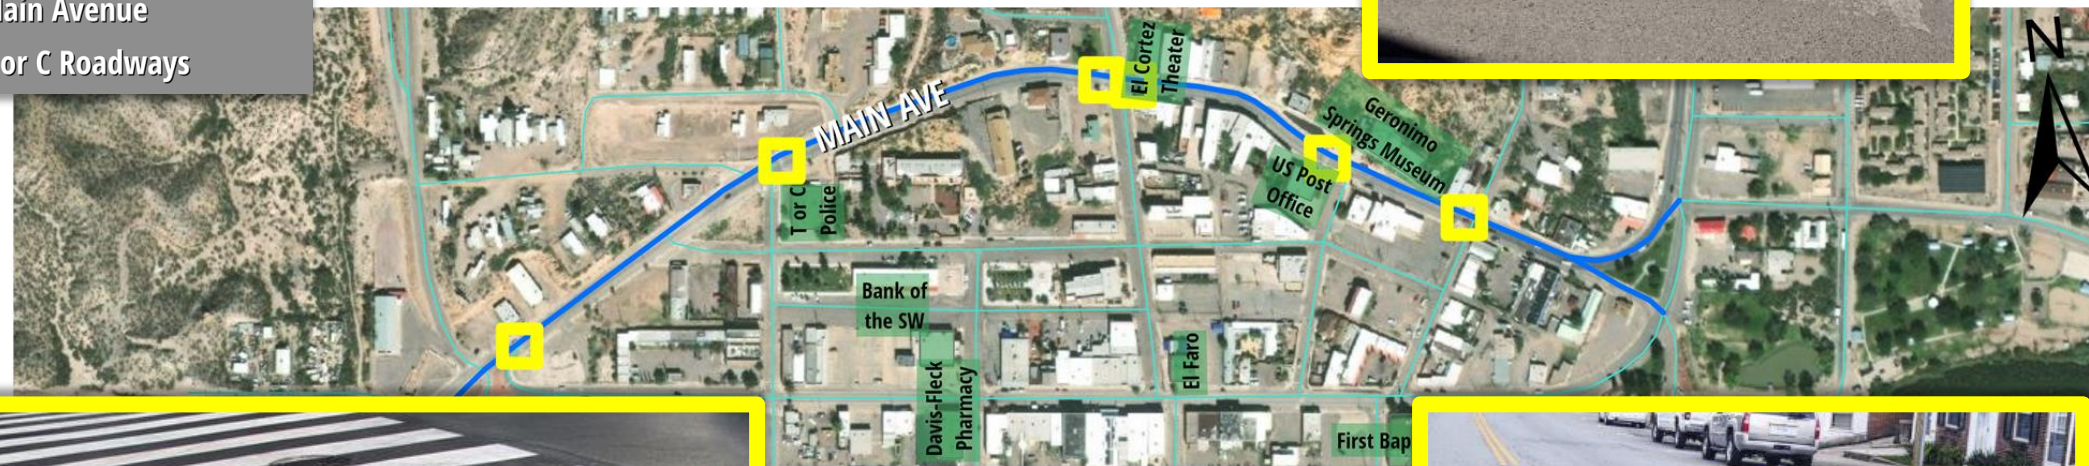 Main Avenue
or C Roadways
N
El Cortez
Theater
MAIN AVE
Geronimo
Springs Museum
US Post
Office
T or C
Police
Bank of
the SW
El Faro
Davis-Fleck
Pharmacy
First Bap